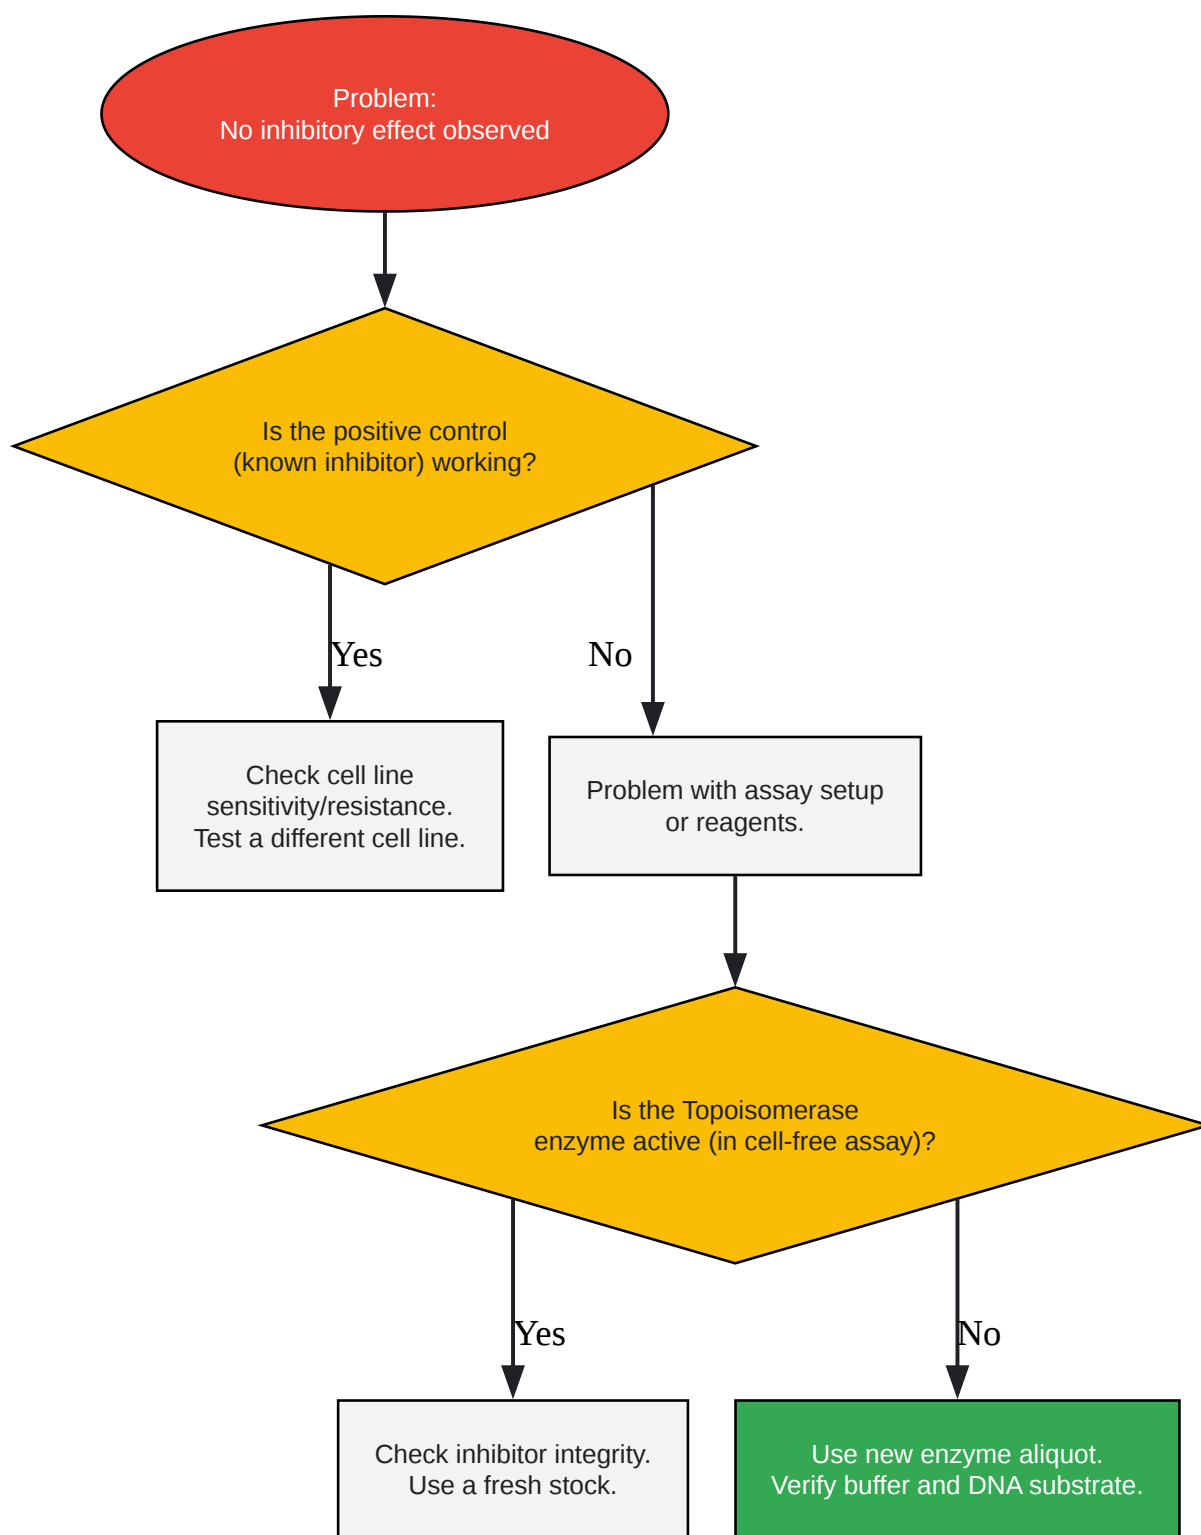 Problem:
No inhibitory effect observed
Is the positive control
(known inhibitor) working?
Yes
No
Check cell line
sensitivity/resistance.
Test a different cell line.
Problem with assay setup
or reagents.
Is the Topoisomerase
enzyme active (in cell-free assay)?
Yes
No
Check inhibitor integrity.
Use a fresh stock.
Use new enzyme aliquot.
Verify buffer and DNA substrate.